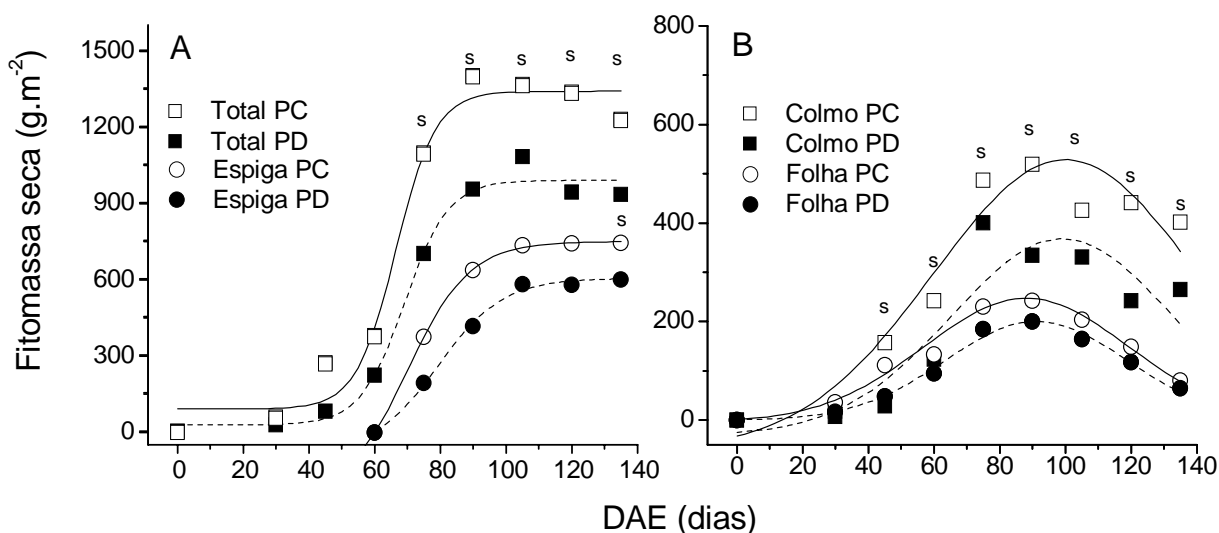 A
B
Fitomassa seca (g.m⁻²)
1500
1200
900
600
300
0
0 20 40 60 80 100 120 140
Total PC
Total PD
Espiga PC
Espiga PD
s s s s s
s
800
600
400
200
0
0 20 40 60 80 100 120 140
Colmo PC
Colmo PD
Folha PC
Folha PD
s s s s s s s
DAE (dias)